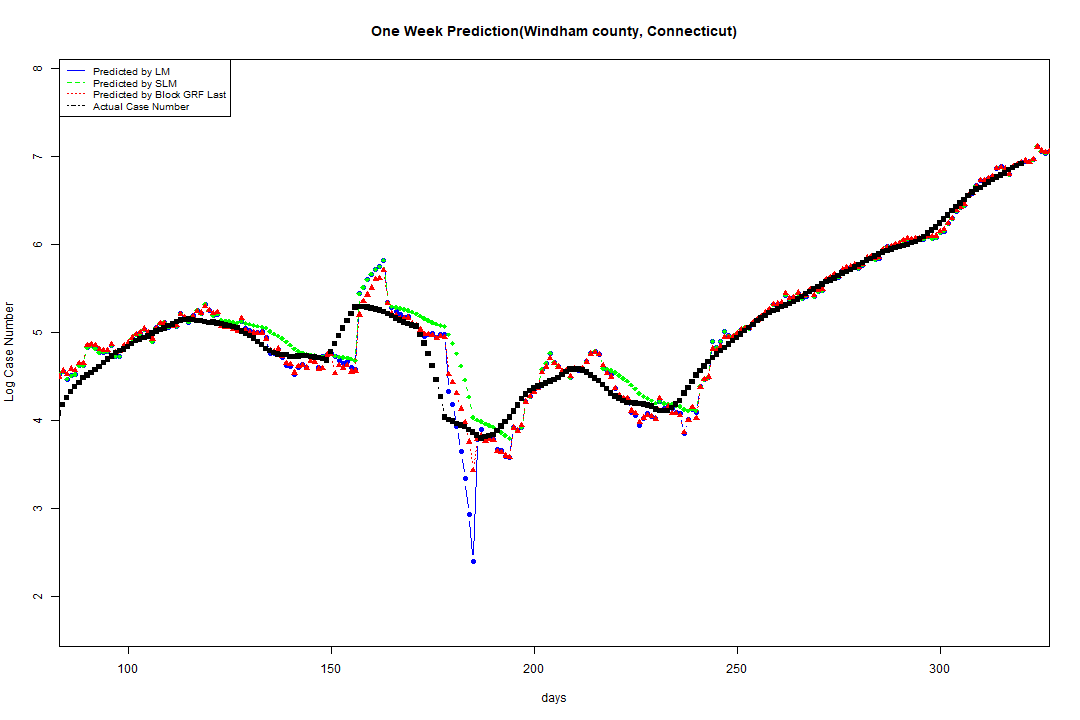 One Week Prediction(Windham county, Connecticut)
Predicted by LM
Predicted by SLM
Predicted by Block GRF Last
Actual Case Number
8
7
6
5
4
3
2
Log Case Number
100 150 200 250 300
days